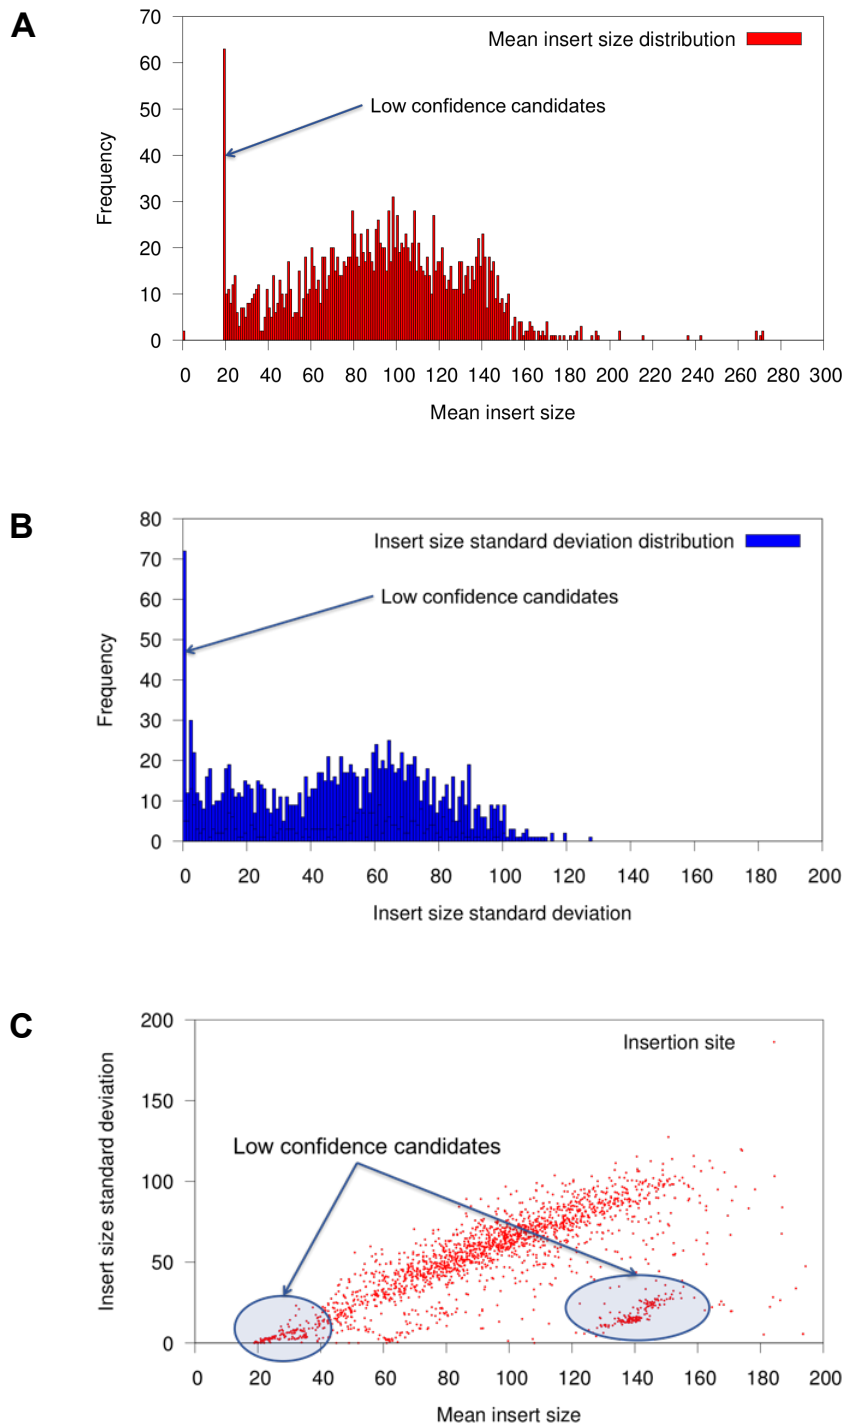 A
70
Mean insert size distribution
60
50
Low confidence candidates
40
Frequency
30
20
10
0
0 20 40 60 80 100 120 140 160 180 200 220 240 260 280 300
Mean insert size
B
80
Insert size standard deviation distribution
70
60
Low confidence candidates
50
Frequency
40
30
20
10
0
0 20 40 60 80 100 120 140 160 180 200
Insert size standard deviation
C
200
Insertion site
150
Low confidence candidates
Insert size standard deviation
100
50
0
0 20 40 60 80 100 120 140 160 180 200
Mean insert size